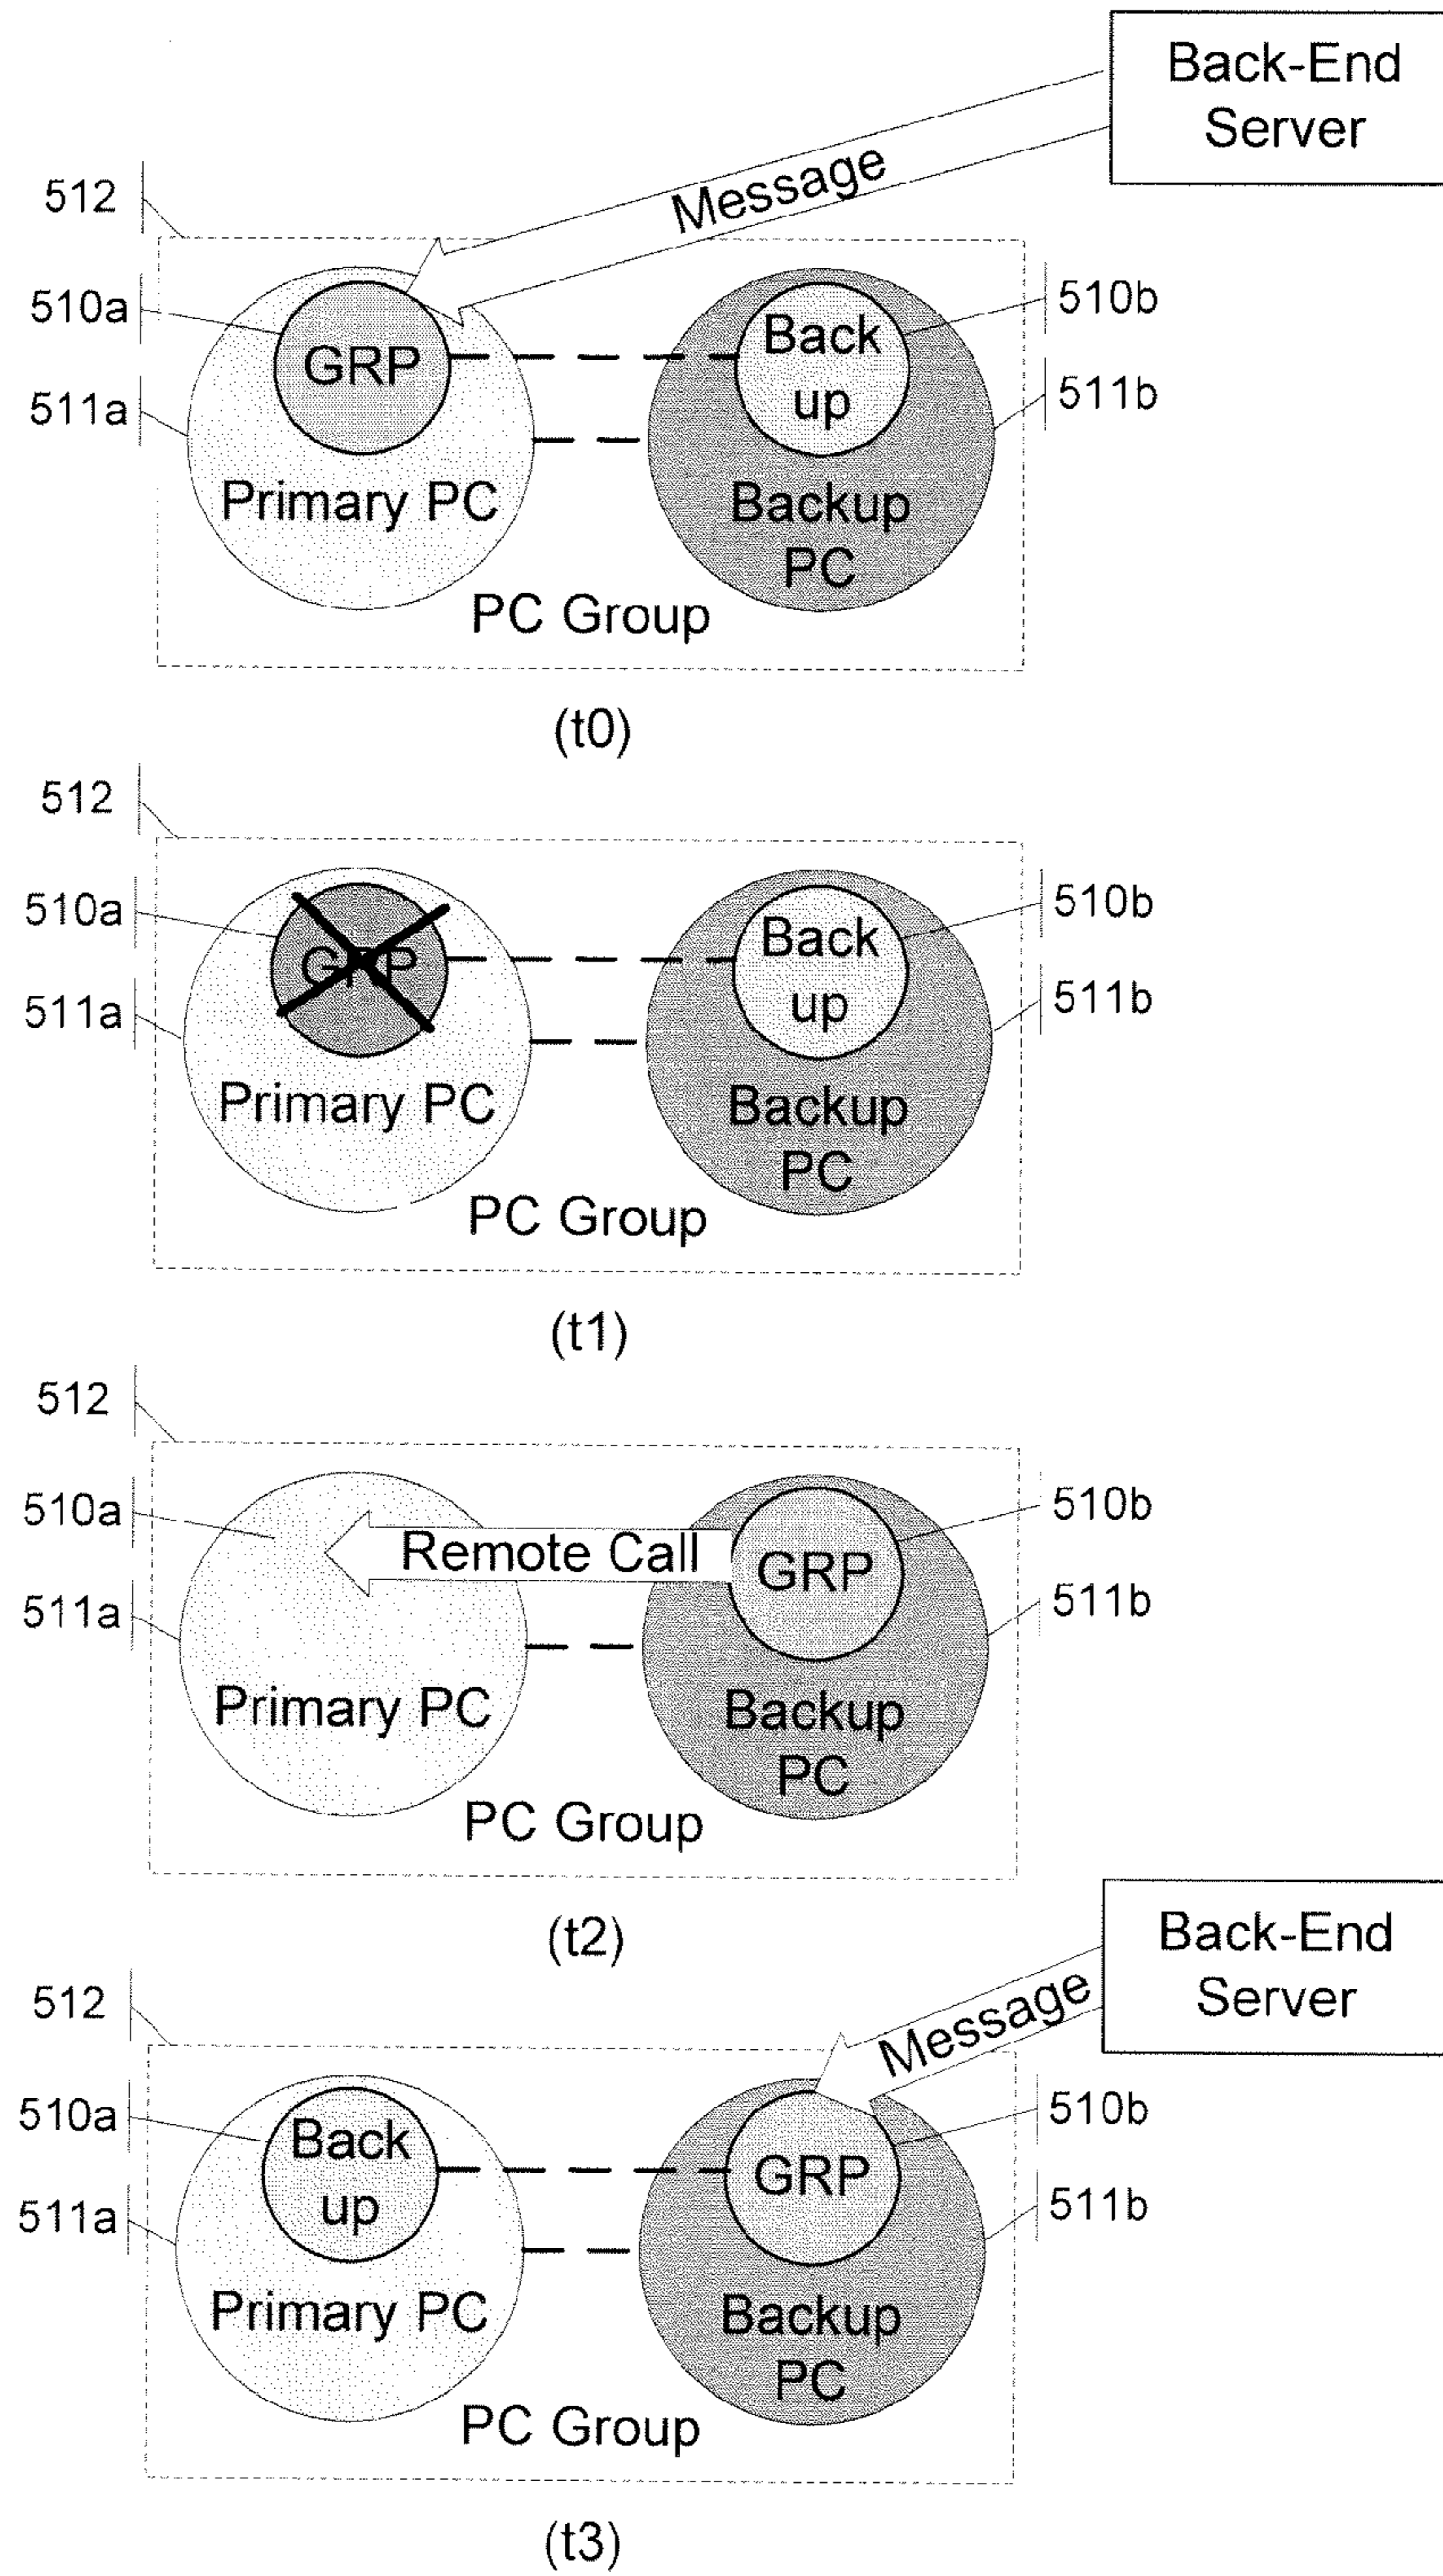 Back-End
Server
Message
512
510a
510b
GRP
Back
up
511a
511b
Primary PC
Backup
PC
PC Group
(t0)
512
510a
510b
GRP
Back
up
511a
511b
Primary PC
Backup
PC
PC Group
(t1)
512
510a
510b
Remote Call
GRP
511a
511b
Primary PC
Backup
PC
PC Group
(t2)
Back-End
Server
Message
512
510a
510b
Back
up
GRP
511a
511b
Primary PC
Backup
PC
PC Group
(t3)